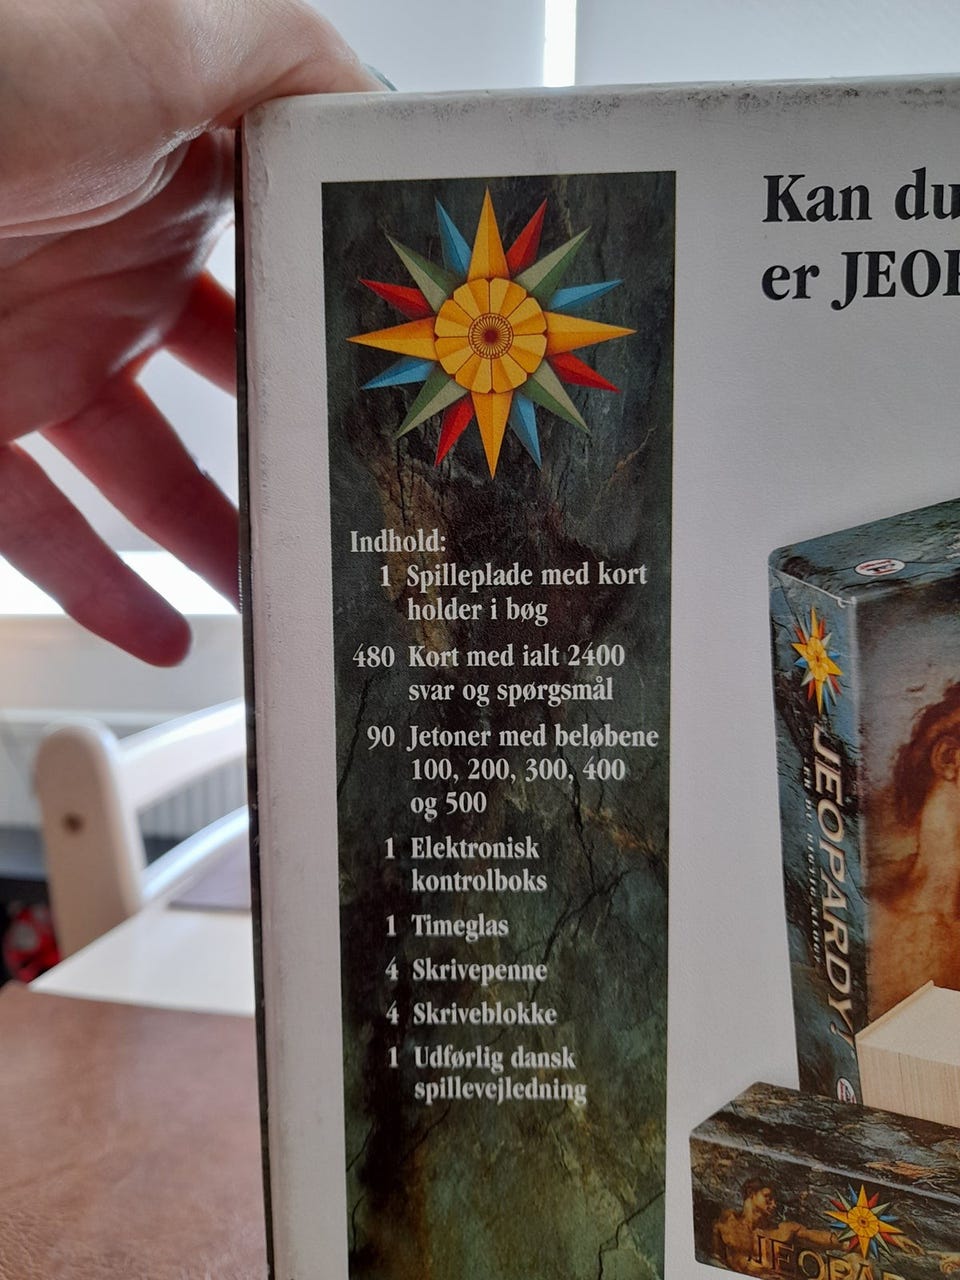 Kan du
er JEOP
Indhold:
1 Spilleplade med kort
holder i bøg
480 Kort med ialt 2400
svar og spørgsmål
90 Jetoner med beløbene
100, 200, 300, 400
og 500
1 Elektronisk
kontrolboks
1 Timeglas
4 Skrivepenne
4 Skriveblokke
1 Udførlig dansk
spillevejledning
JEOPARDY!
JEOPAR